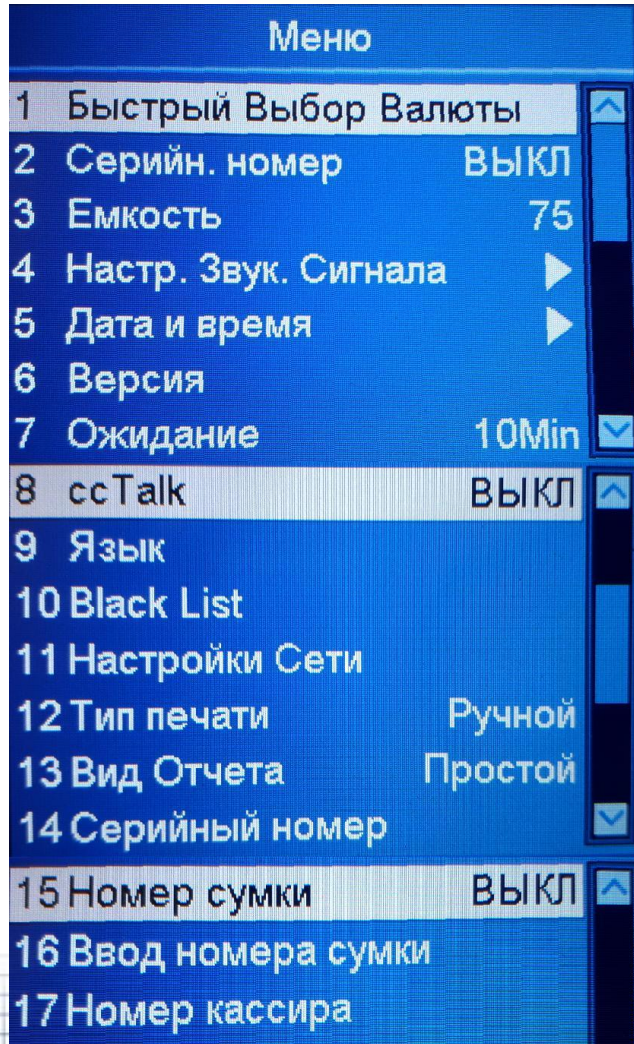 Меню
1 Быстрый Выбор Валюты
2 Серийн. номер ВЫКЛ
3 Емкость 75
4 Настр. Звук. Сигнала
5 Дата и время
6 Версия
7 Ожидание 10Min
8 ccTalk ВЫКЛ
9 Язык
10 Black List
11 Настройки Сети
12 Тип печати Ручной
13 Вид Отчета Простой
14 Серийный номер
15 Номер сумки ВЫКЛ
16 Ввод номера сумки
17 Номер кассира